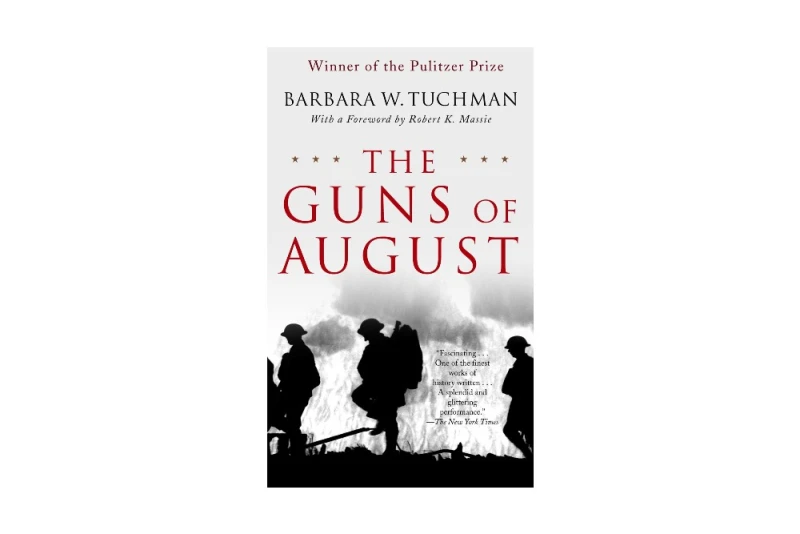 Winner of the Pulitzer Prize
BARBARA W. TUCHMAN
With a Foreword by Robert K. Massie
THE
GUNS OF
AUGUST
“Fascinating . . .
One of the finest
works of
history written . . .
A splendid and
glittering
performance.”
—The New York Times